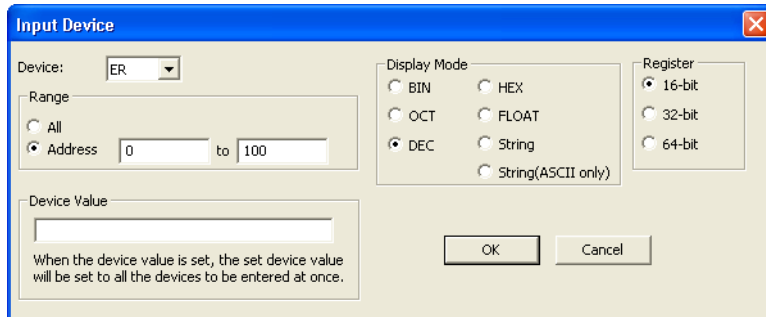 Input Device
Device: ER
Range
All
Address 0 to 100
Device Value
When the device value is set, the set device value
will be set to all the devices to be entered at once.
Display Mode
BIN HEX
OCT FLOAT
DEC String
String(ASCII only)
Register
16-bit
32-bit
64-bit
OK Cancel